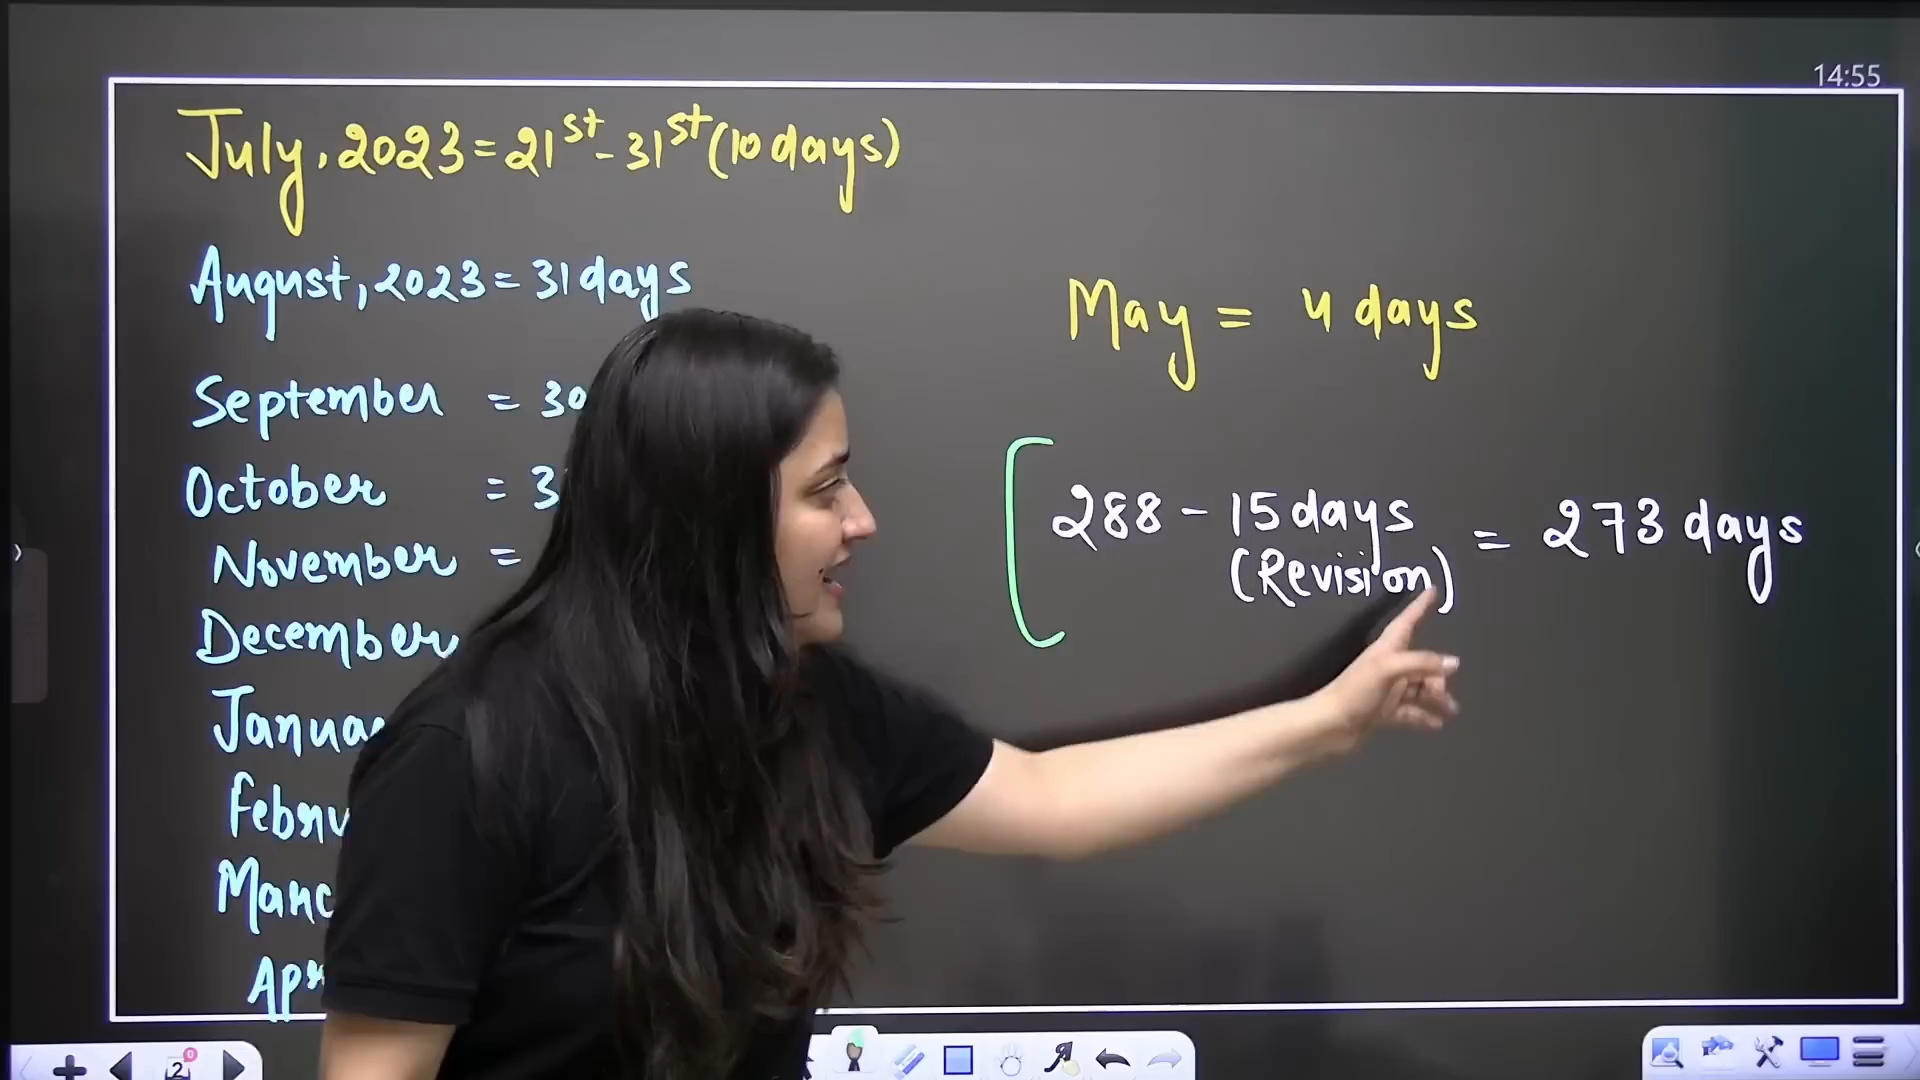 14:55
July, 2023 = 21st - 31st (10 days)
August, 2023 = 31 days
September = 30
October = 3
November =
December
May = 4 days
288 - 15 days = 273 days
(Revision)
2
0